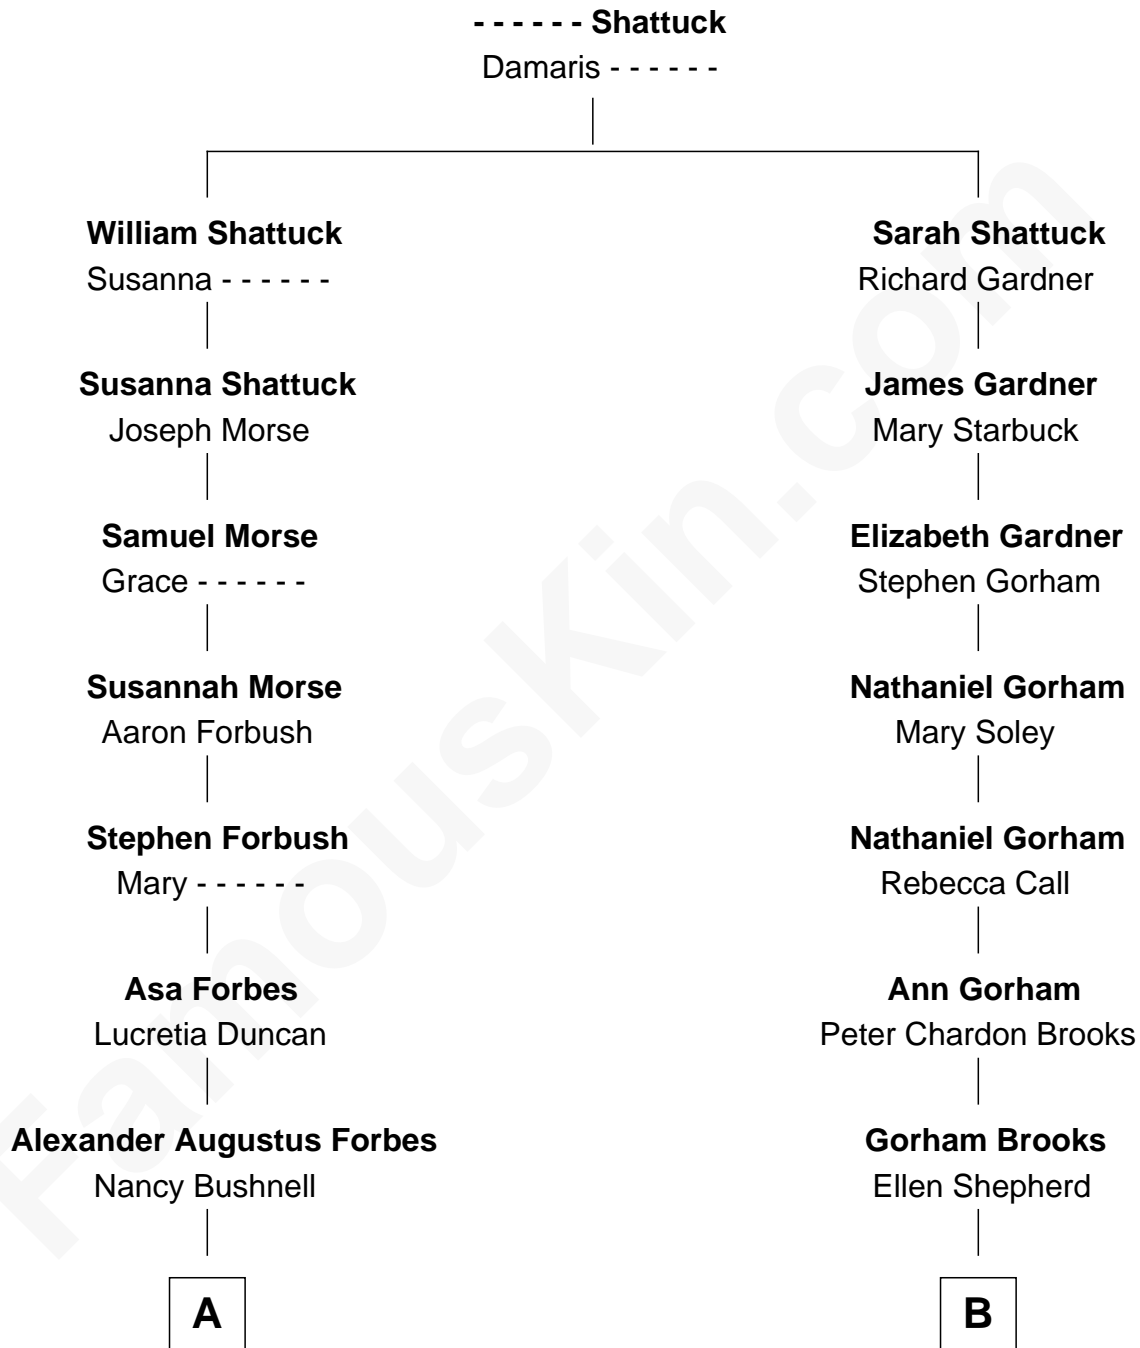 - - - - - - Shattuck
Damaris - - - - - -
William Shattuck
Susanna - - - - - -
Susanna Shattuck
Joseph Morse
Samuel Morse
Grace - - - - - -
Susannah Morse
Aaron Forbush
Stephen Forbush
Mary - - - - - -
Asa Forbes
Lucretia Duncan
Alexander Augustus Forbes
Nancy Bushnell
A
Sarah Shattuck
Richard Gardner
James Gardner
Mary Starbuck
Elizabeth Gardner
Stephen Gorham
Nathaniel Gorham
Mary Soley
Nathaniel Gorham
Rebecca Call
Ann Gorham
Peter Chardon Brooks
Gorham Brooks
Ellen Shepherd
B
FamousKin.com